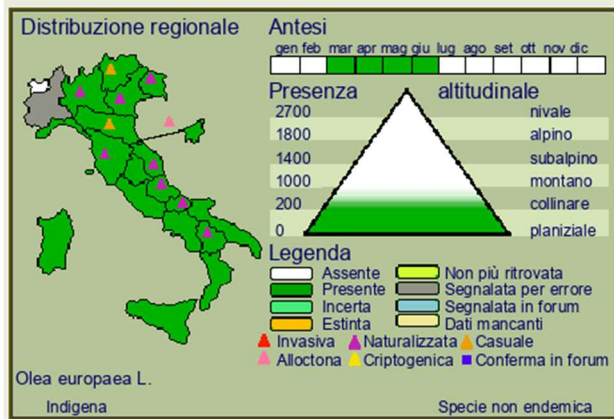 Distribuzione regionale
Antesi
gen feb mar apr mag giu lug ago set ott nov dic
Presenza altitudinale
2700 nivale
1800 alpino
1400 subalpino
1000 montano
200 collinare
0 planiziale
Legenda
Assente Non più ritrovata
Presente Segnalata per errore
Incerta Segnalata in forum
Estinta Dati mancanti
Invasiva Naturalizzata Casuale
Alloctona Criptogenica Conferma in forum
Olea europaea L.
Indigena Specie non endemica